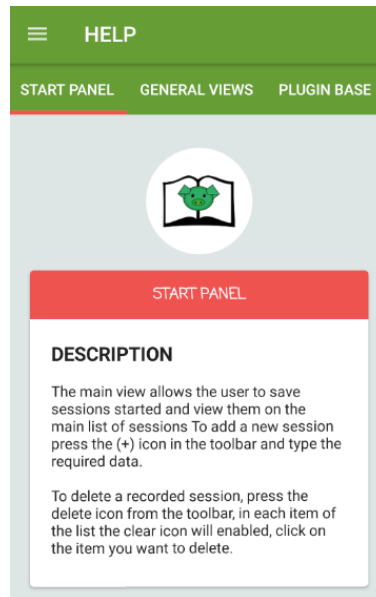 HELP
START PANEL GENERAL VIEWS PLUGIN BASE
START PANEL
DESCRIPTION
The main view allows the user to save
sessions started and view them on the
main list of sessions To add a new session
press the (+) icon in the toolbar and type the
required data.
To delete a recorded session, press the
delete icon from the toolbar, in each item of
the list the clear icon will enabled, click on
the item you want to delete.